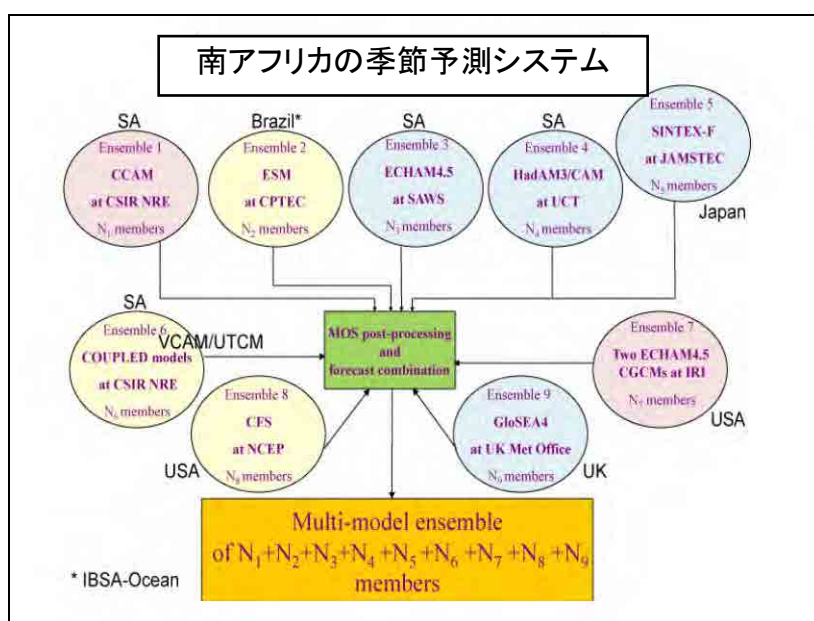 南アフリカの季節予測システム
SA
Ensemble 1
CCAM
at CSIR NRE
N₁ members
Brazil*
Ensemble 2
ESM
at CPTEC
N₂ members
SA
Ensemble 3
ECHAM4.5
at SAWS
N₃ members
SA
Ensemble 4
HadAM3/CAM
at UCT
N₄ members
Ensemble 5
SINTEX-F
at JAMSTEC
N₅ members
Japan
SA
Ensemble 6
COUPLED models
at CSIR NRE
N₆ members
VCAM/UTCM
MOS post-processing
and
forecast combination
Ensemble 7
Two ECHAM4.5
CGCMs at IRI
N₇ members
USA
Ensemble 8
CFS
at NCEP
N₈ members
USA
Ensemble 9
GloSEA4
at UK Met Office
N₉ members
UK
Multi-model ensemble
of N₁+N₂+N₃+N₄ +N₅ +N₆ +N₇ +N₈ +N₉
members
* IBSA-Ocean